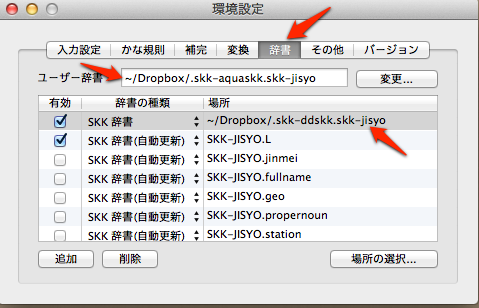 環境設定
入力設定 かな規則 補完 変換 辞書 その他 バージョン
ユーザー辞書 ~/Dropbox/.skk-aquaskk.skk-jisyo 変更...
有効 辞書の種類 場所
SKK 辞書 ~/Dropbox/.skk-ddskk.skk-jisyo
SKK 辞書(自動更新) SKK-JISYO.L
SKK 辞書(自動更新) SKK-JISYO.jinmei
SKK 辞書(自動更新) SKK-JISYO.fullname
SKK 辞書(自動更新) SKK-JISYO.geo
SKK 辞書(自動更新) SKK-JISYO.propernoun
SKK 辞書(自動更新) SKK-JISYO.station
追加 削除 場所の選択...